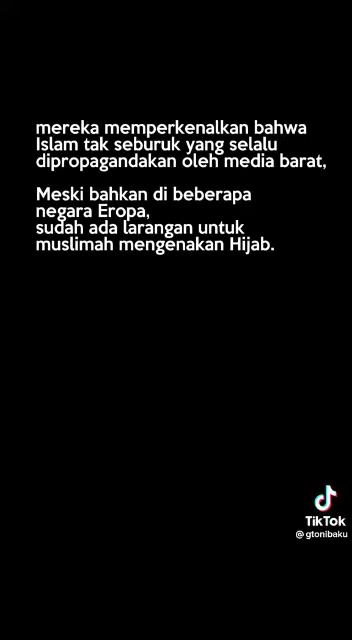 mereka memperkenalkan bahwa
Islam tak seburuk yang selalu
dipropagandakan oleh media barat,
Meski bahkan di beberapa
negara Eropa,
sudah ada larangan untuk
muslimah mengenakan Hijab.
TikTok
@gtonibaku